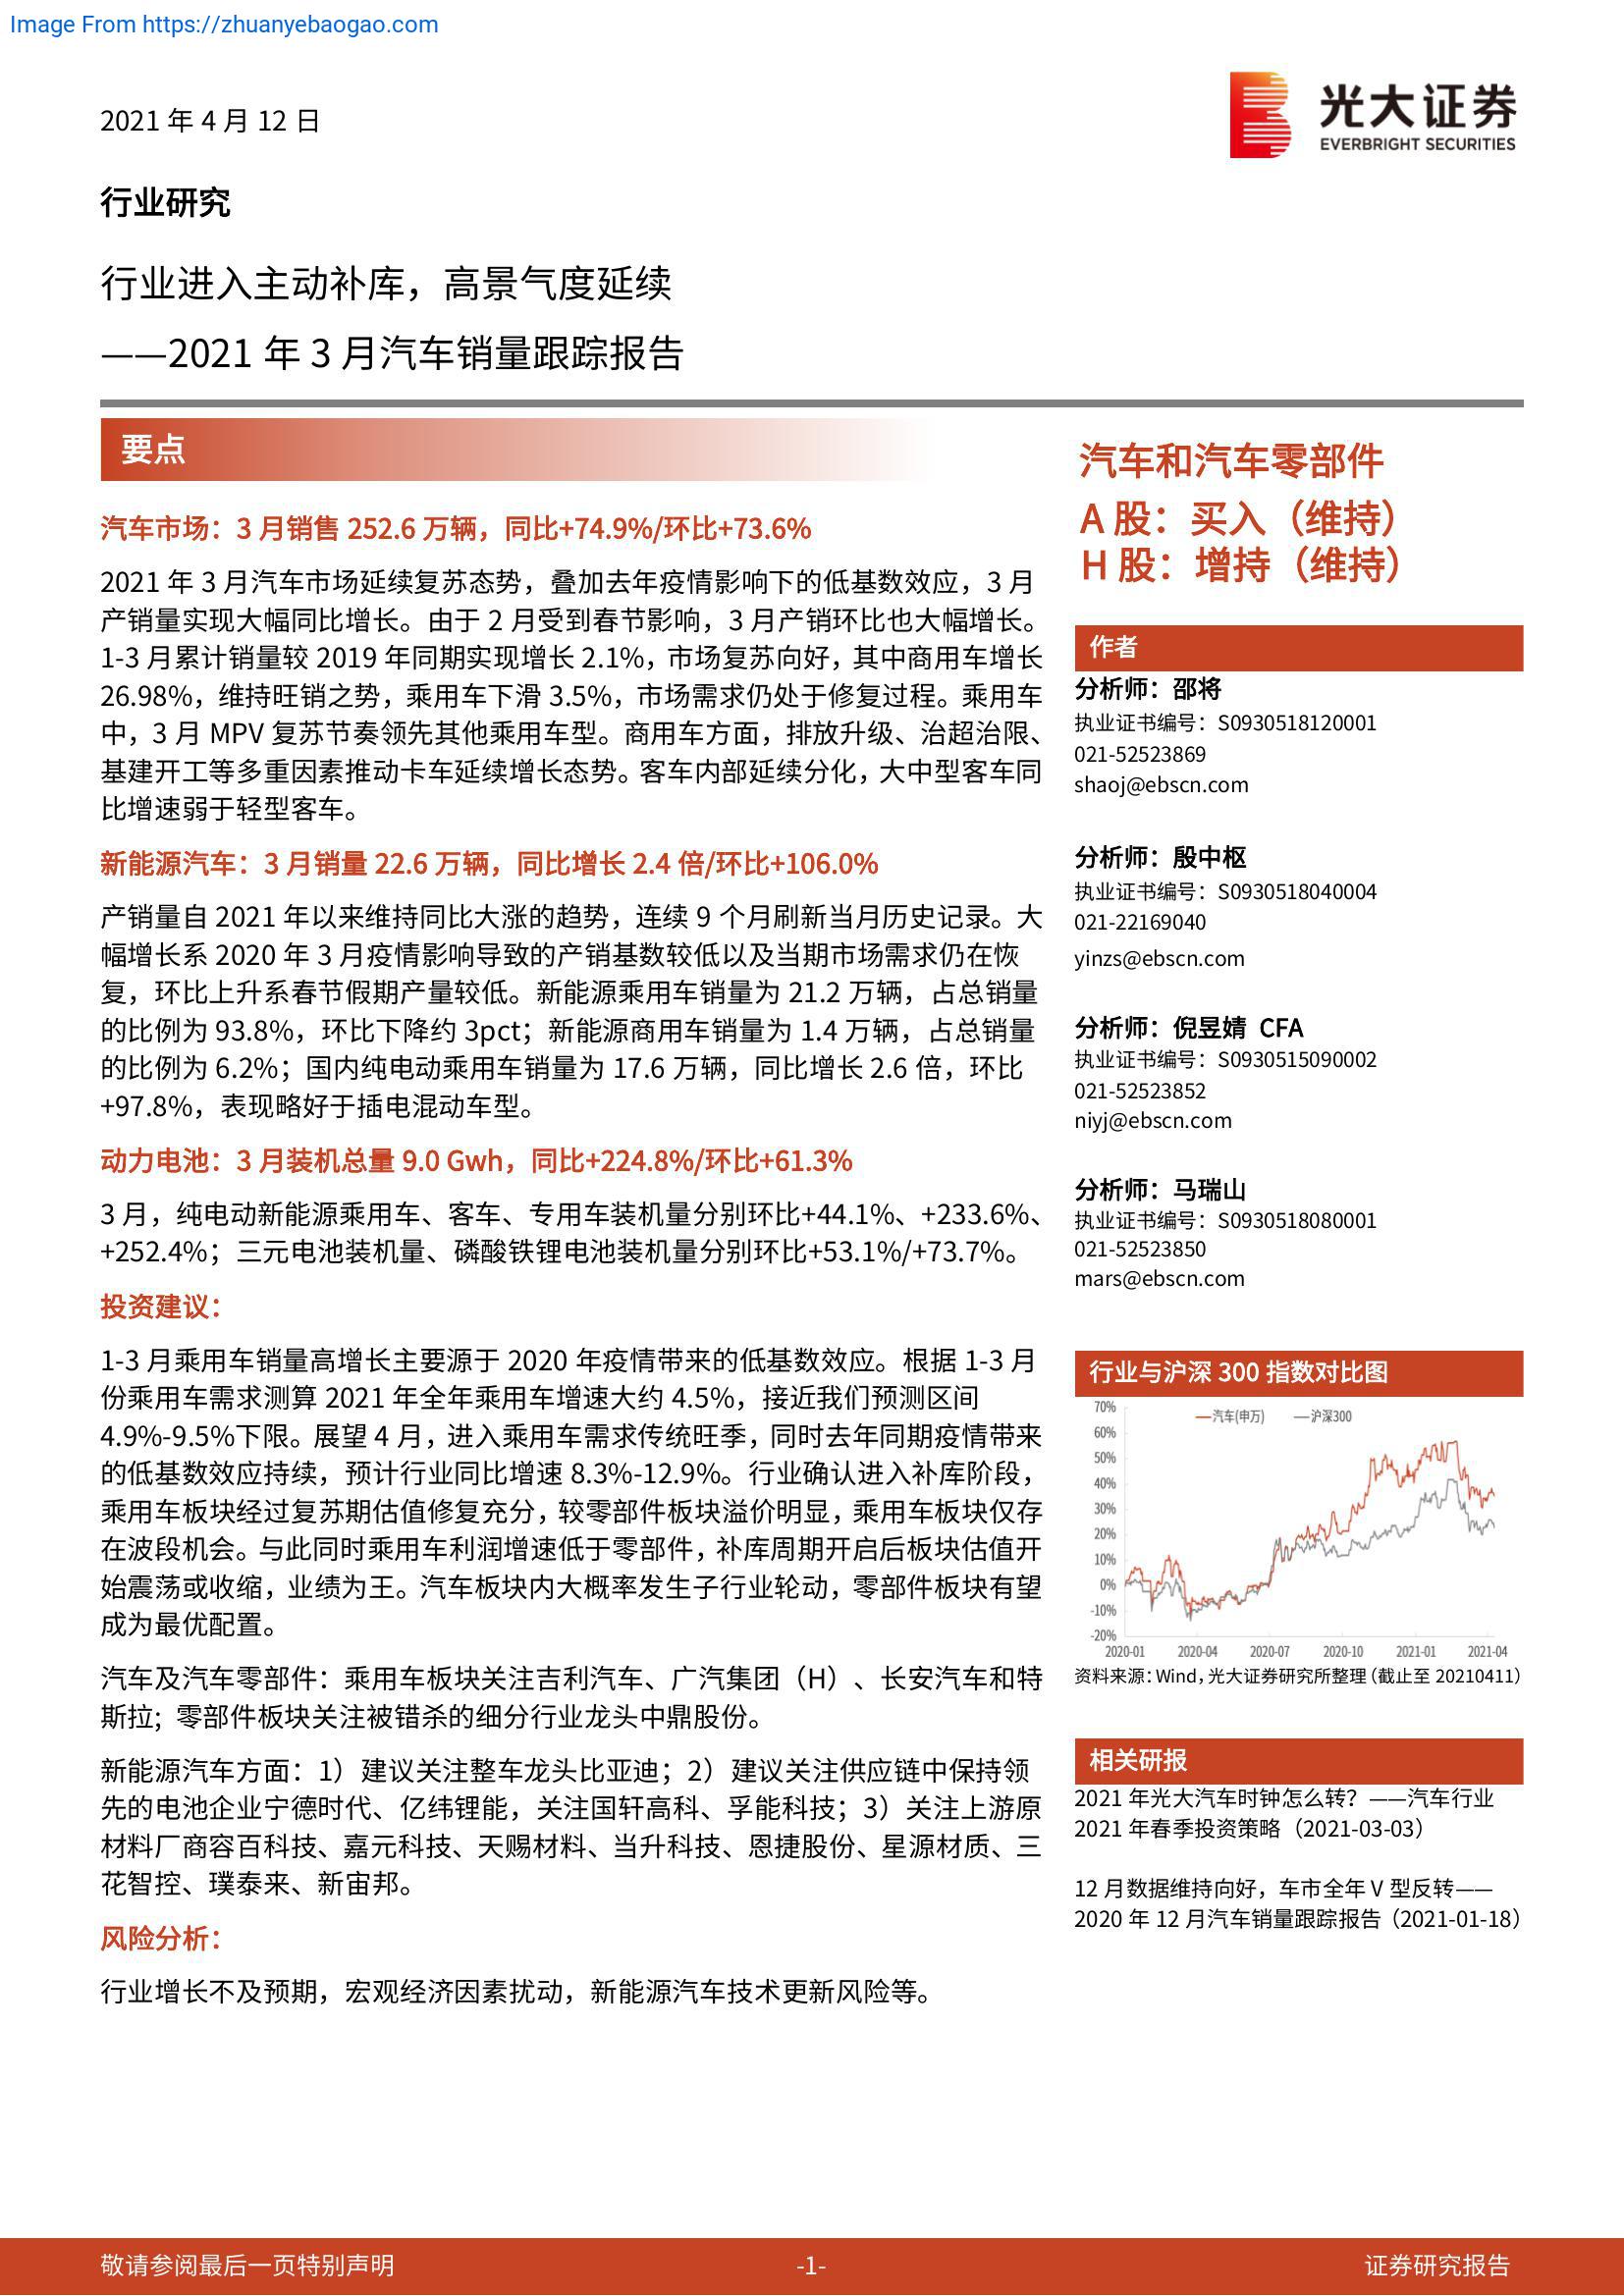 Image From https://zhuanyebaogao.com
2021 年 4 月 12 日
光大证券
EVERBRIGHT SECURITIES
行业研究
行业进入主动补库，高景气度延续
——2021 年 3 月汽车销量跟踪报告
要点
汽车市场：3 月销售 252.6 万辆，同比+74.9%/环比+73.6%
2021 年 3 月汽车市场延续复苏态势，叠加去年疫情影响下的低基数效应，3 月
产销量实现大幅同比增长。由于 2 月受到春节影响，3 月产销环比也大幅增长。
1-3 月累计销量较 2019 年同期实现增长 2.1%，市场复苏向好，其中商用车增长
26.98%，维持旺销之势，乘用车下滑 3.5%，市场需求仍处于修复过程。乘用车
中，3 月 MPV 复苏节奏领先其他乘用车型。商用车方面，排放升级、治超治限、
基建开工等多重因素推动卡车延续增长态势。客车内部延续分化，大中型客车同
比增速弱于轻型客车。
新能源汽车：3 月销量 22.6 万辆，同比增长 2.4 倍/环比+106.0%
产销量自 2021 年以来维持同比大涨的趋势，连续 9 个月刷新当月历史记录。大
幅增长系 2020 年 3 月疫情影响导致的产销基数较低以及当期市场需求仍在恢
复，环比上升系春节假期产量较低。新能源乘用车销量为 21.2 万辆，占总销量
的比例为 93.8%，环比下降约 3pct；新能源商用车销量为 1.4 万辆，占总销量
的比例为 6.2%；国内纯电动乘用车销量为 17.6 万辆，同比增长 2.6 倍，环比
+97.8%，表现略好于插电混动车型。
动力电池：3 月装机总量 9.0 Gwh，同比+224.8%/环比+61.3%
3 月，纯电动新能源乘用车、客车、专用车装机量分别环比+44.1%、+233.6%、
+252.4%；三元电池装机量、磷酸铁锂电池装机量分别环比+53.1%/+73.7%。
投资建议：
1-3 月乘用车销量高增长主要源于 2020 年疫情带来的低基数效应。根据 1-3 月
份乘用车需求测算 2021 年全年乘用车增速大约 4.5%，接近我们预测区间
4.9%-9.5%下限。展望 4 月，进入乘用车需求传统旺季，同时去年同期疫情带来
的低基数效应持续，预计行业同比增速 8.3%-12.9%。行业确认进入补库阶段，
乘用车板块经过复苏期估值修复充分，较零部件板块溢价明显，乘用车板块仅存
在波段机会。与此同时乘用车利润增速低于零部件，补库周期开启后板块估值开
始震荡或收缩，业绩为王。汽车板块内大概率发生子行业轮动，零部件板块有望
成为最优配置。
汽车及汽车零部件：乘用车板块关注吉利汽车、广汽集团（H）、长安汽车和特
斯拉; 零部件板块关注被错杀的细分行业龙头中鼎股份。
新能源汽车方面：1）建议关注整车龙头比亚迪；2）建议关注供应链中保持领
先的电池企业宁德时代、亿纬锂能，关注国轩高科、孚能科技；3）关注上游原
材料厂商容百科技、嘉元科技、天赐材料、当升科技、恩捷股份、星源材质、三
花智控、璞泰来、新宙邦。
风险分析：
行业增长不及预期，宏观经济因素扰动，新能源汽车技术更新风险等。
汽车和汽车零部件
A 股：买入（维持）
H 股：增持（维持）
作者
分析师：邵将
执业证书编号：S0930518120001
021-52523869
shaoj@ebscn.com
分析师：殷中枢
执业证书编号：S0930518040004
021-22169040
yinzs@ebscn.com
分析师：倪昱婧 CFA
执业证书编号：S0930515090002
021-52523852
niyj@ebscn.com
分析师：马瑞山
执业证书编号：S0930518080001
021-52523850
mars@ebscn.com
行业与沪深 300 指数对比图
汽车(申万) 沪深300
70%
60%
50%
40%
30%
20%
10%
0%
-10%
-20%
2020-01 2020-04 2020-07 2020-10 2021-01 2021-04
资料来源：Wind，光大证券研究所整理（截止至 20210411）
相关研报
2021 年光大汽车时钟怎么转？——汽车行业
2021 年春季投资策略（2021-03-03）
12 月数据维持向好，车市全年 V 型反转——
2020 年 12 月汽车销量跟踪报告（2021-01-18）
敬请参阅最后一页特别声明 -1- 证券研究报告